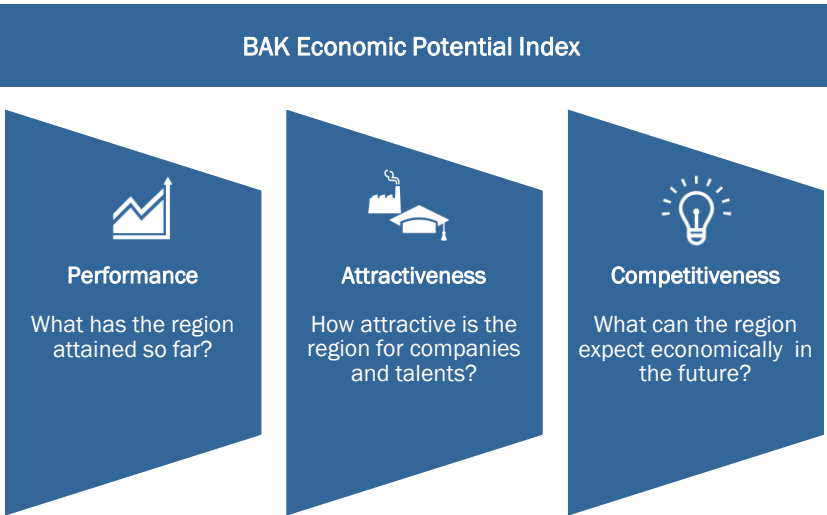 BAK Economic Potential Index
Performance
What has the region
attained so far?
Attractiveness
How attractive is the
region for companies
and talents?
Competitiveness
What can the region
expect economically  in
the future?